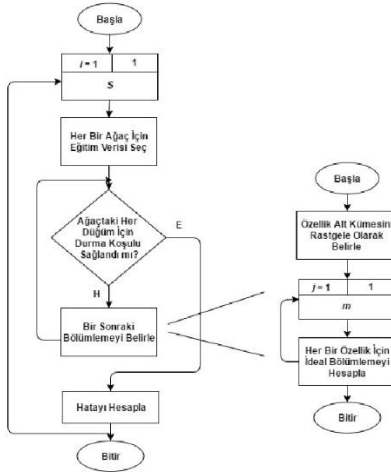 Başla
i = 1
1
S
Her Bir Ağaç İçin
Eğitim Verisi Seç
Ağaçtaki Her
Düğüm İçin
Durma Koşulu
Sağlandı mı?
E
H
Bir Sonraki
Bölümlemeyi Belirle
Hatayı Hesapla
Bitir
Başla
Özellik Alt Kümesini
Rastgele Olarak
Belirle
j = 1
1
m
Her Bir Özellik İçin
İdeal Bölümlemeyi
Hesapla
Bitir